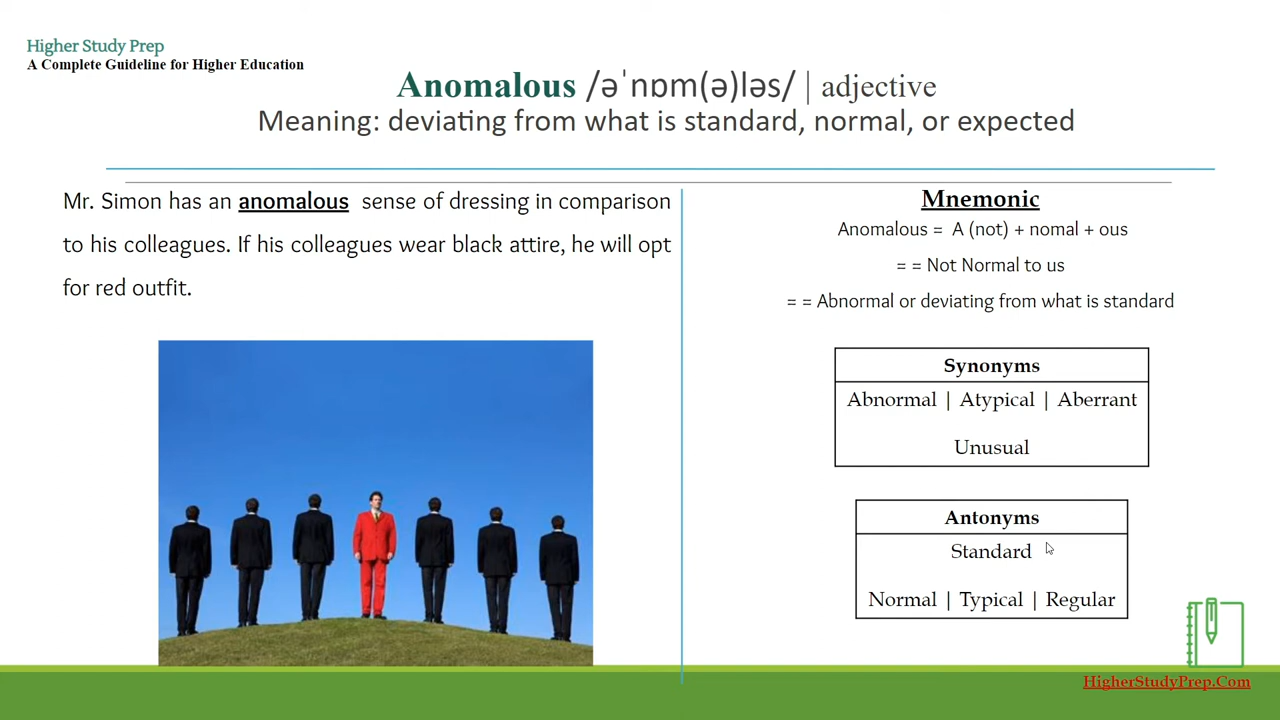 Higher Study Prep
A Complete Guideline for Higher Education
Anomalous /əˈnɒm(ə)ləs/ | adjective
Meaning: deviating from what is standard, normal, or expected
Mr. Simon has an anomalous sense of dressing in comparison
to his colleagues. If his colleagues wear black attire, he will opt
for red outfit.
Mnemonic
Anomalous = A (not) + nomal + ous
= = Not Normal to us
= = Abnormal or deviating from what is standard
Synonyms
Abnormal | Atypical | Aberrant
Unusual
Antonyms
Standard
Normal | Typical | Regular
HigherStudyPrep.Com